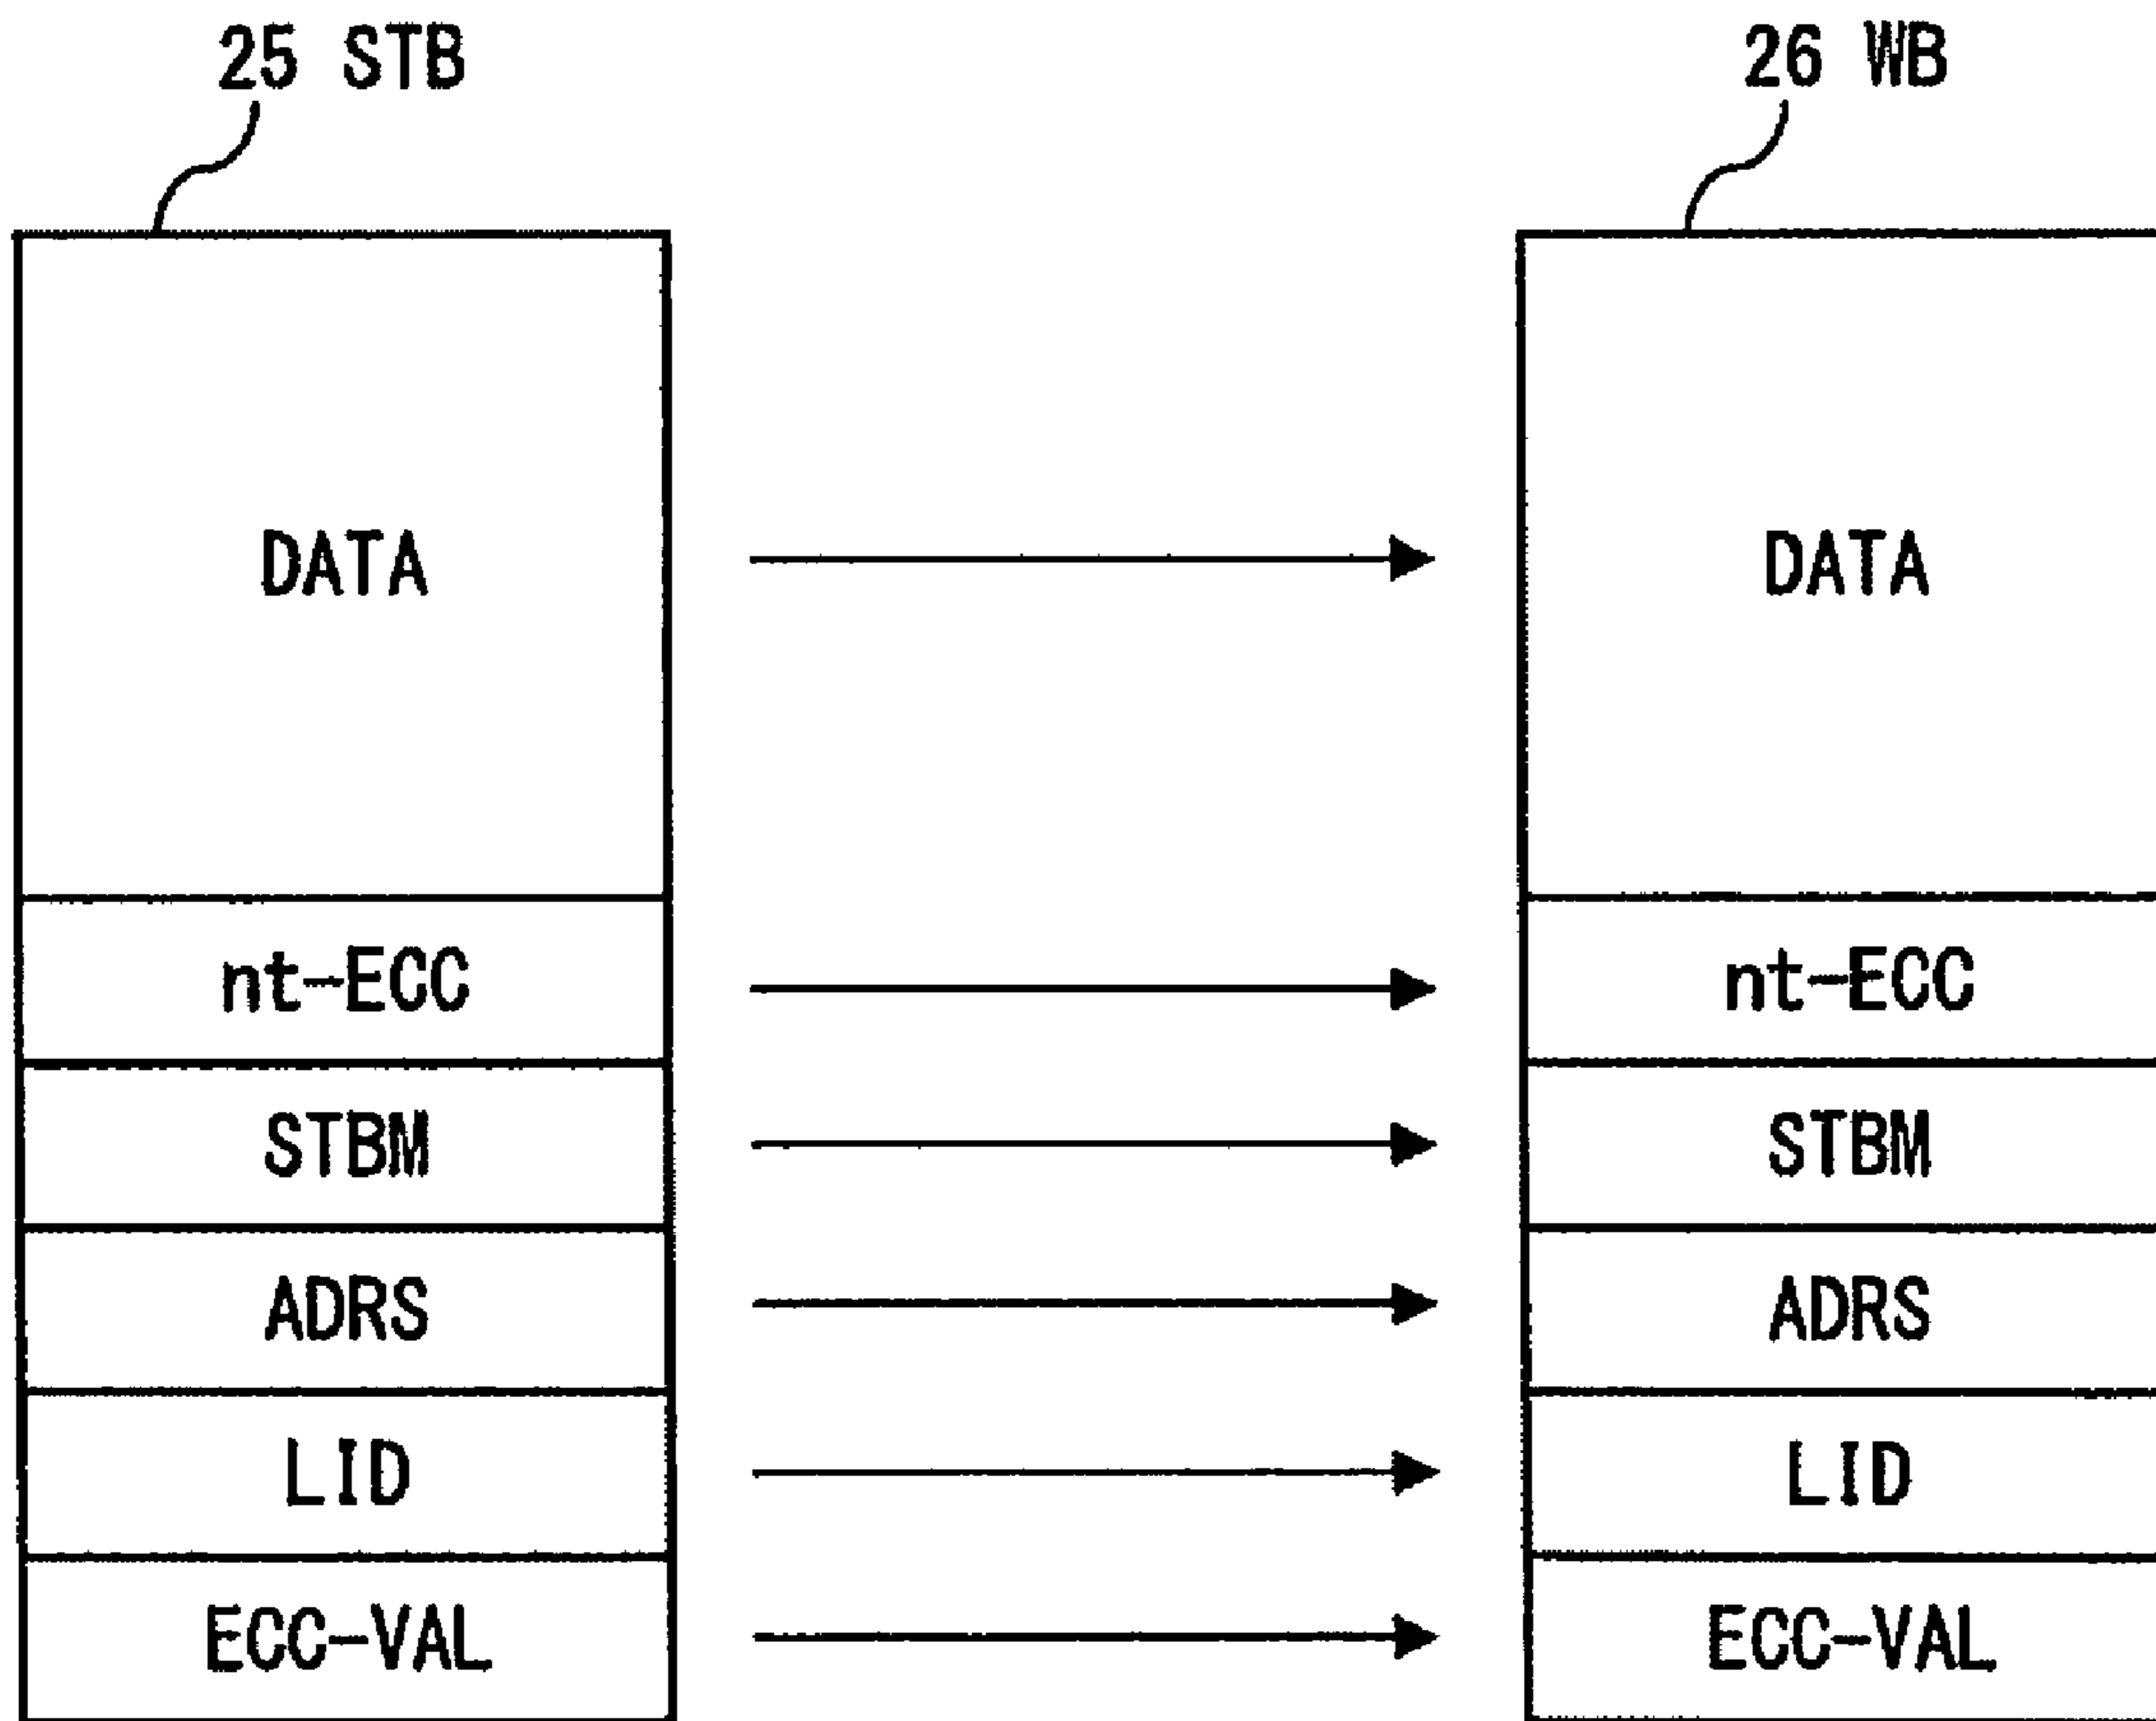 25 STB
26 WB
DATA
DATA
nt-ECC
nt-ECC
STBM
STBM
ADRS
ADRS
LID
LID
ECC-VAL
ECC-VAL